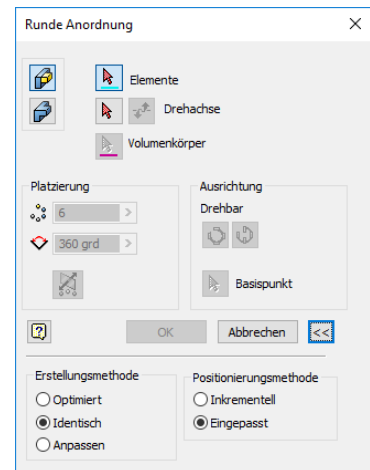 Runde Anordnung
Elemente
Drehachse
Volumenkörper
Platzierung
6
360 grd
Ausrichtung
Drehbar
Basispunkt
OK
Abbrechen
<<
Erstellungsmethode
Optimiert
Identisch
Anpassen
Positionierungsmethode
Inkrementell
Eingepasst